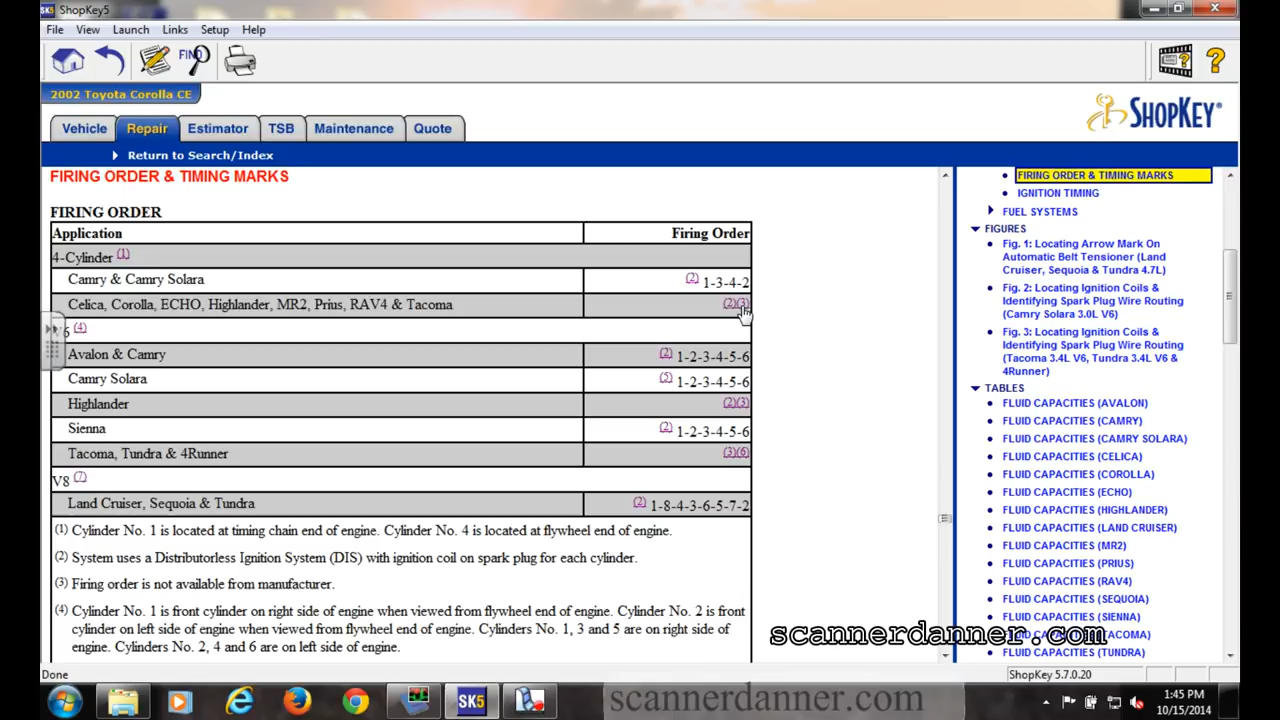 ShopKey5
File View Launch Links Setup Help
FIND
2002 Toyota Corolla CE
SHOPKEY®
Vehicle Repair Estimator TSB Maintenance Quote
Return to Search/Index
FIRING ORDER & TIMING MARKS
FIRING ORDER
Application Firing Order
4-Cylinder (1)
Camry & Camry Solara (2) 1-3-4-2
Celica, Corolla, ECHO, Highlander, MR2, Prius, RAV4 & Tacoma (2)(3)
V6 (4)
Avalon & Camry (2) 1-2-3-4-5-6
Camry Solara (5) 1-2-3-4-5-6
Highlander (2)(3)
Sienna (2) 1-2-3-4-5-6
Tacoma, Tundra & 4Runner (3)(6)
V8 (7)
Land Cruiser, Sequoia & Tundra (2) 1-8-4-3-6-5-7-2
(1) Cylinder No. 1 is located at timing chain end of engine. Cylinder No. 4 is located at flywheel end of engine.
(2) System uses a Distributorless Ignition System (DIS) with ignition coil on spark plug for each cylinder.
(3) Firing order is not available from manufacturer.
(4) Cylinder No. 1 is front cylinder on right side of engine when viewed from flywheel end of engine. Cylinder No. 2 is front
cylinder on left side of engine when viewed from flywheel end of engine. Cylinders No. 1, 3 and 5 are on right side of
engine. Cylinders No. 2, 4 and 6 are on left side of engine.
FIRING ORDER & TIMING MARKS
IGNITION TIMING
FUEL SYSTEMS
FIGURES
Fig. 1: Locating Arrow Mark On
Automatic Belt Tensioner (Land
Cruiser, Sequoia & Tundra 4.7L)
Fig. 2: Locating Ignition Coils &
Identifying Spark Plug Wire Routing
(Camry Solara 3.0L V6)
Fig. 3: Locating Ignition Coils &
Identifying Spark Plug Wire Routing
(Tacoma 3.4L V6, Tundra 3.4L V6 &
4Runner)
TABLES
FLUID CAPACITIES (AVALON)
FLUID CAPACITIES (CAMRY)
FLUID CAPACITIES (CAMRY SOLARA)
FLUID CAPACITIES (CELICA)
FLUID CAPACITIES (COROLLA)
FLUID CAPACITIES (ECHO)
FLUID CAPACITIES (HIGHLANDER)
FLUID CAPACITIES (LAND CRUISER)
FLUID CAPACITIES (MR2)
FLUID CAPACITIES (PRIUS)
FLUID CAPACITIES (RAV4)
FLUID CAPACITIES (SEQUOIA)
FLUID CAPACITIES (SIENNA)
(TACOMA)
FLUID CAPACITIES (TUNDRA)
scannerdanner.com
Done ShopKey 5.7.0.20
SK5
scannerdanner.com
1:45 PM
10/15/2014